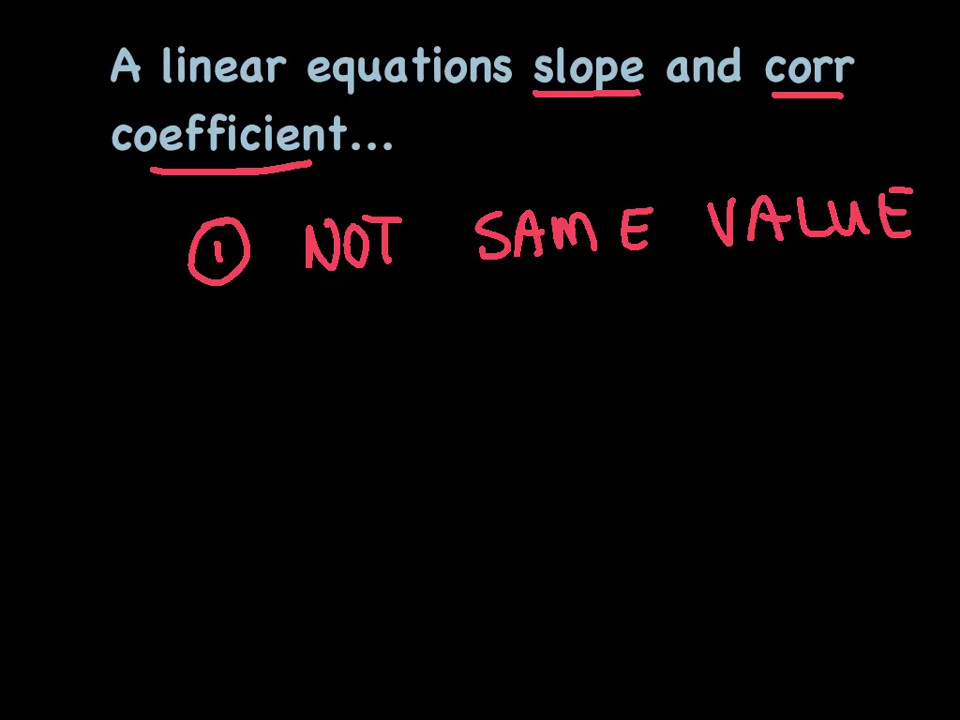 A linear equations slope and corr
coefficient...
① NOT SAME VALUE